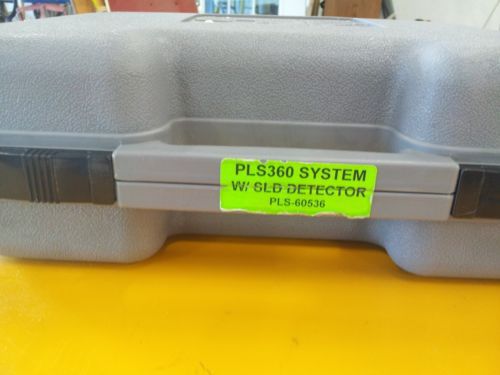 PLS360 SYSTEM
W/ SLD DETECTOR
PLS-60536